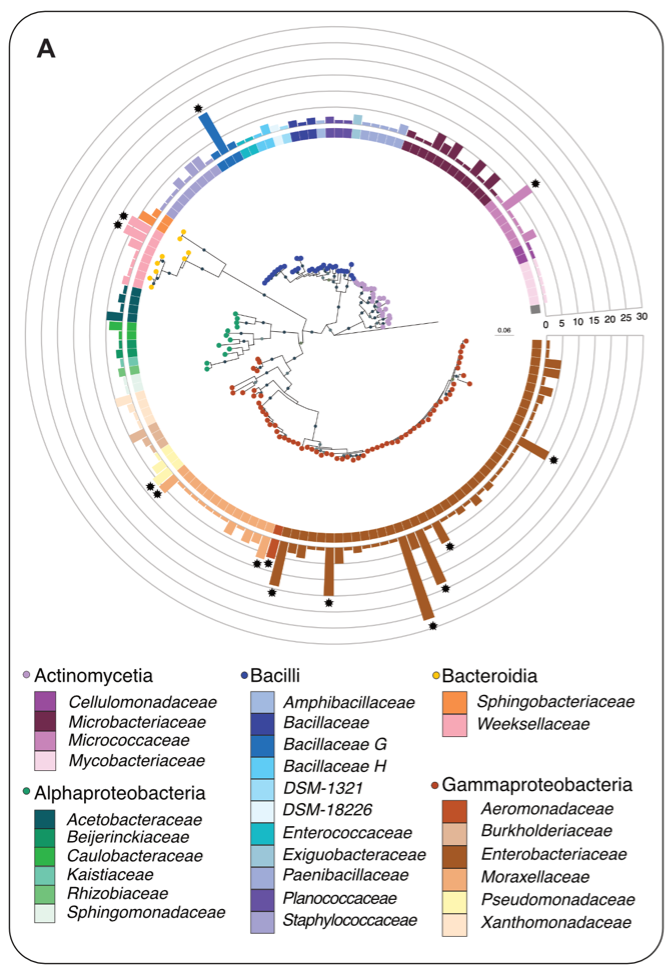 A
0.06
0 5 10 15 20 25 30
Actinomycetia
Cellulomonadaceae
Microbacteriaceae
Micrococcaceae
Mycobacteriaceae
Alphaproteobacteria
Acetobacteraceae
Beijerinckiaceae
Caulobacteraceae
Kaistiaceae
Rhizobiaceae
Sphingomonadaceae
Bacilli
Amphibacillaceae
Bacillaceae
Bacillaceae G
Bacillaceae H
DSM-1321
DSM-18226
Enterococcaceae
Exiguobacteraceae
Paenibacillaceae
Planococcaceae
Staphylococcaceae
Bacteroidia
Sphingobacteriaceae
Weeksellaceae
Gammaproteobacteria
Aeromonadaceae
Burkholderiaceae
Enterobacteriaceae
Moraxellaceae
Pseudomonadaceae
Xanthomonadaceae